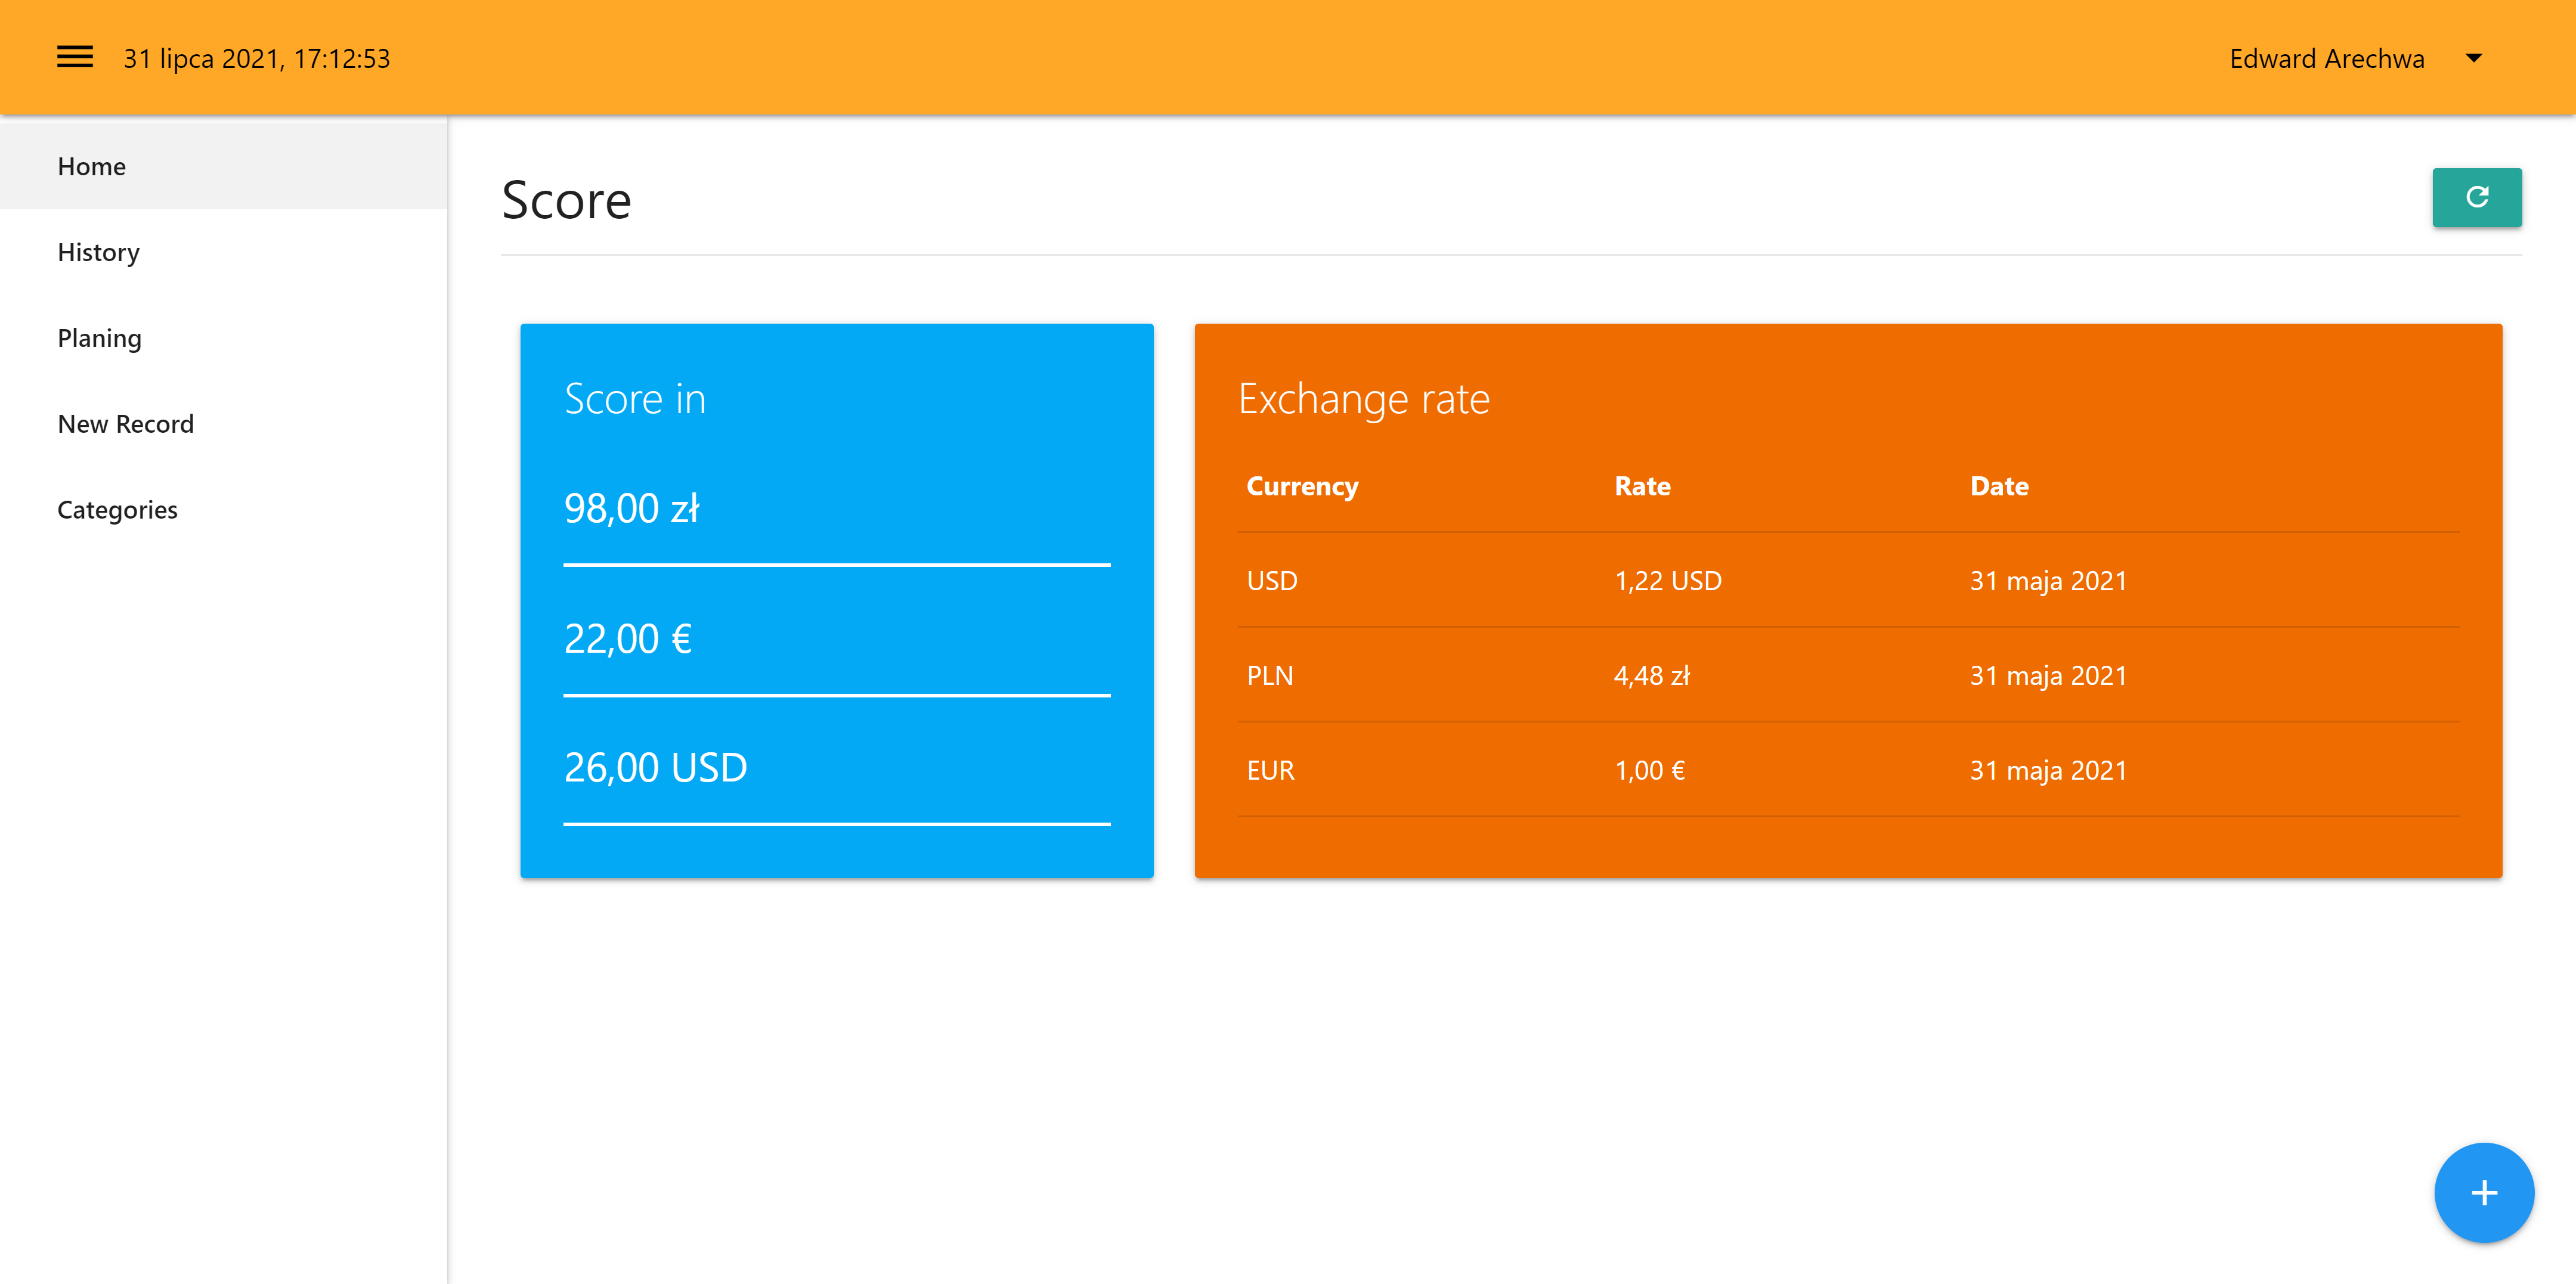 31 lipca 2021, 17:12:53
Edward Arechwa
Home
History
Planing
New Record
Categories
Score
Score in
98,00 zł
22,00 €
26,00 USD
Exchange rate
Currency Rate Date
USD 1,22 USD 31 maja 2021
PLN 4,48 zł 31 maja 2021
EUR 1,00 € 31 maja 2021